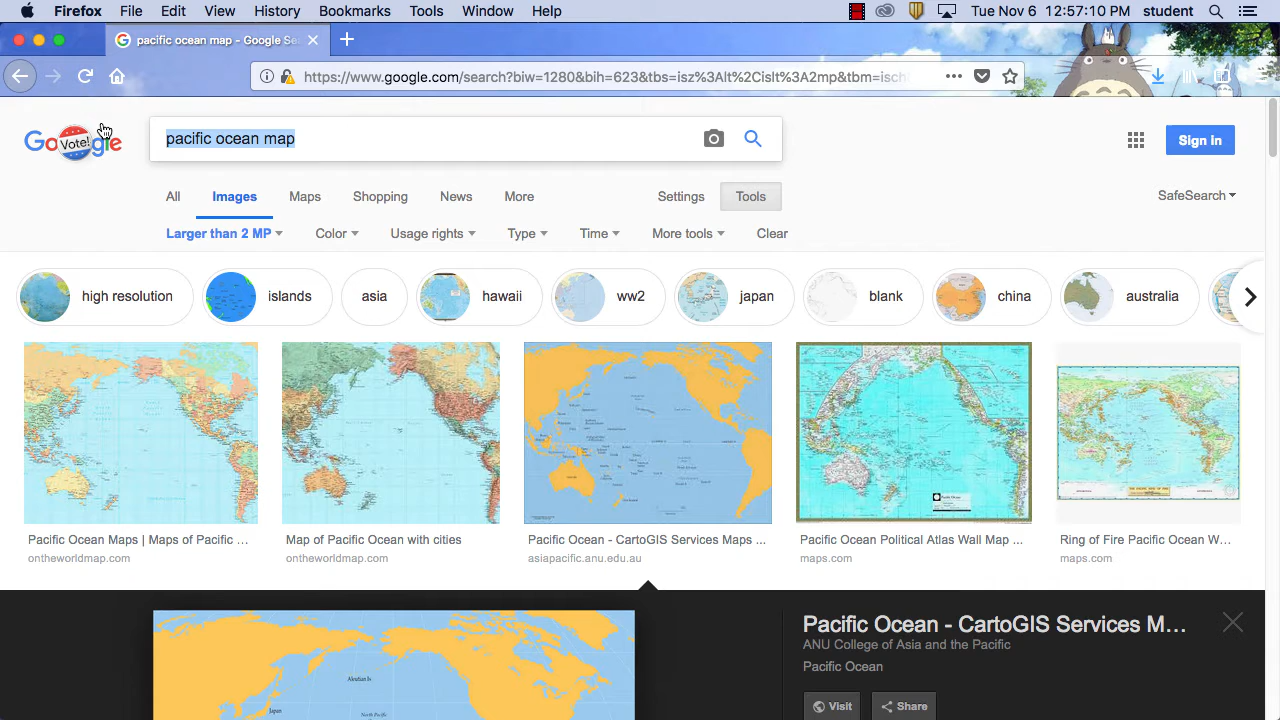 Firefox File Edit View History Bookmarks Tools Window Help Tue Nov 6 12:57:10 PM student
pacific ocean map - Google Se
https://www.google.com/search?biw=1280&bih=623&tbs=isz%3Alt%2Cislt%3A2mp&tbm=isch
Google Vote! pacific ocean map Sign in
All Images Maps Shopping News More Settings Tools SafeSearch
Larger than 2 MP Color Usage rights Type Time More tools Clear
high resolution islands asia hawaii ww2 japan blank china australia
Pacific Ocean Maps | Maps of Pacific ... Map of Pacific Ocean with cities Pacific Ocean - CartoGIS Services Maps ... Pacific Ocean Political Atlas Wall Map ... Ring of Fire Pacific Ocean W...
ontheworldmap.com ontheworldmap.com asiapacific.anu.edu.au maps.com maps.com
Pacific Ocean - CartoGIS Services M...
ANU College of Asia and the Pacific
Pacific Ocean
Aleutian Is
Japan
North Pacific
Visit Share